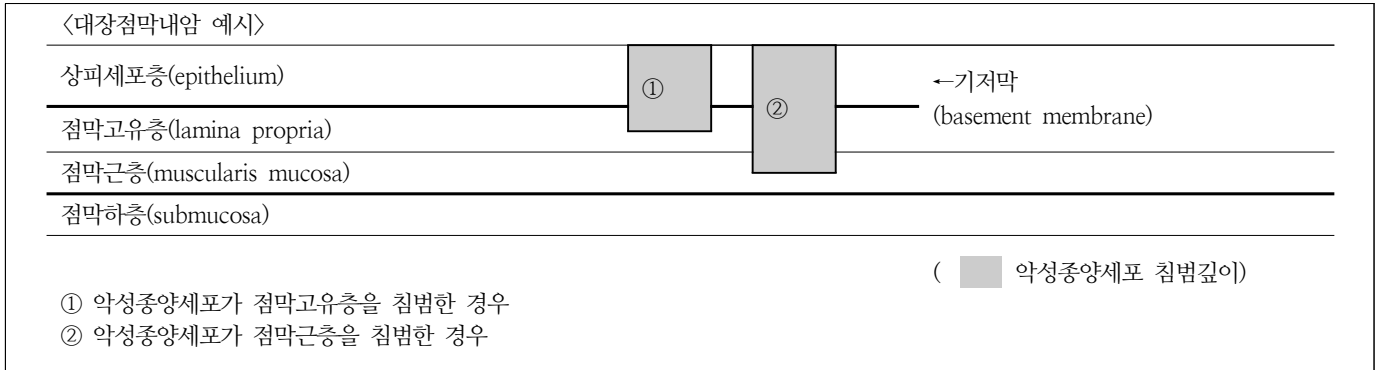 〈대장점막내암 예시〉
상피세포층(epithelium)
①
②
←기저막
(basement membrane)
점막고유층(lamina propria)
점막근층(muscularis mucosa)
점막하층(submucosa)
( 악성종양세포 침범깊이)
① 악성종양세포가 점막고유층을 침범한 경우
② 악성종양세포가 점막근층을 침범한 경우